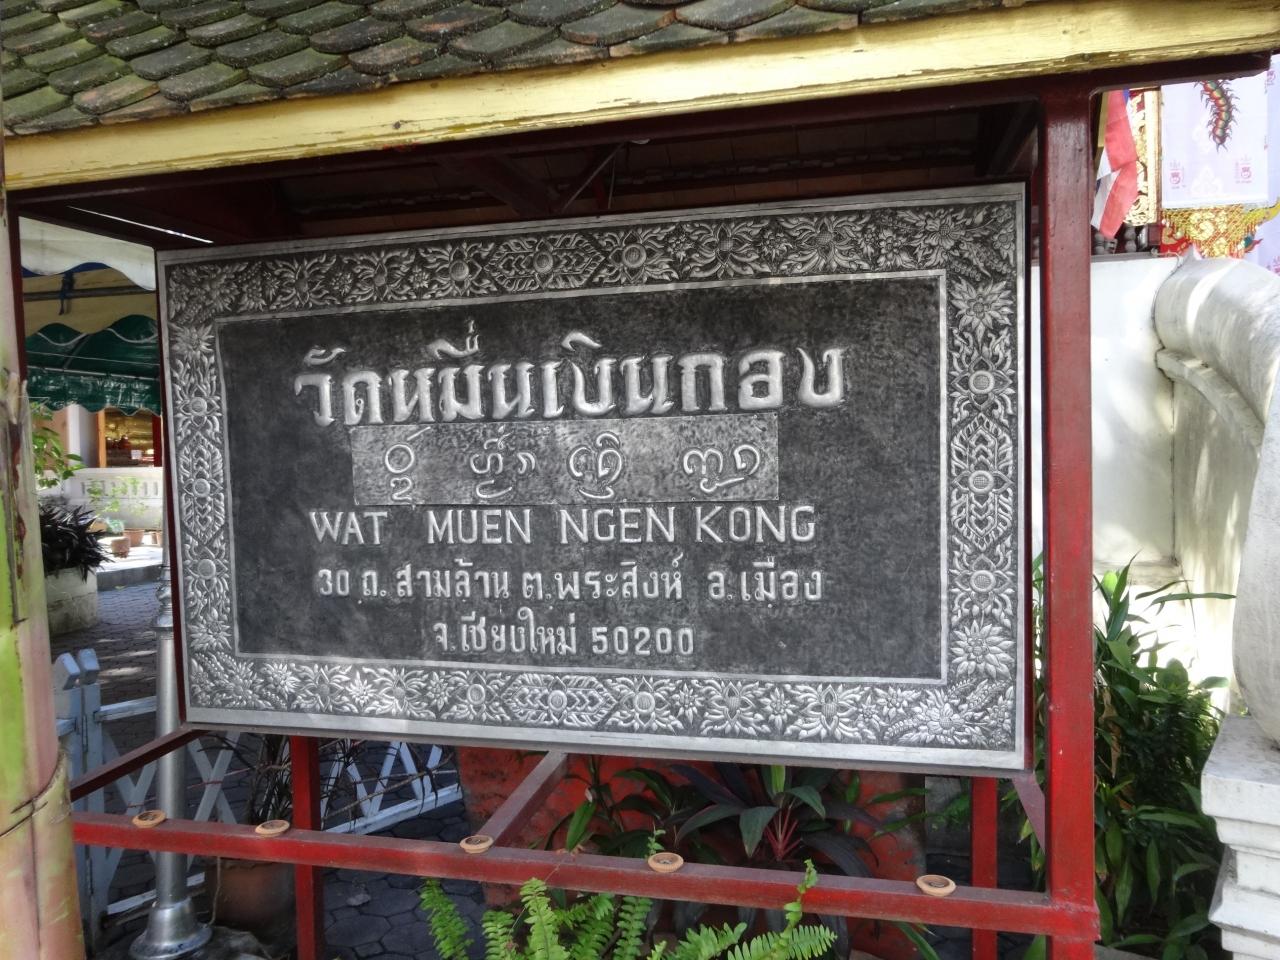 วัดหมื่นเงินกอง
WAT MUEN NGEN KONG
30 ถ.สามล้าน ต.พระสิงห์ อ.เมือง
จ.เชียงใหม่ 50200